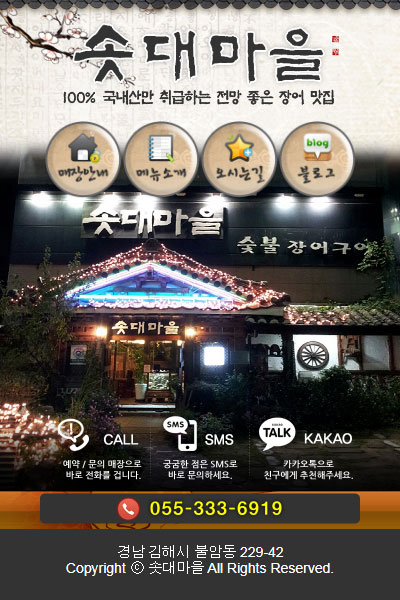 솟대마을
100% 국내산만 취급하는 전망 좋은 장어 맛집
매장안내
메뉴소개
오시는길
blog
블로그
솟대마을
숯불 장어구이
솟대마을
CALL
예약 / 문의 매장으로
바로 전화를 겁니다.
SMS
SMS
궁금한 점은 SMS로
바로 문의하세요.
KAKAO
TALK
KAKAO
카카오톡으로
친구에게 추천해주세요.
055-333-6919
경남 김해시 불암동 229-42
Copyright ⓒ 솟대마을 All Rights Reserved.